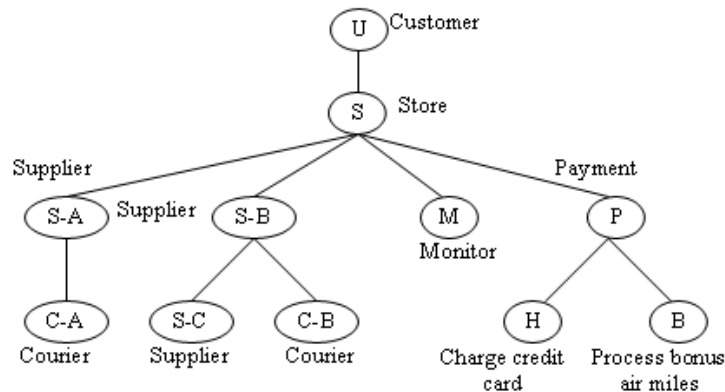 U Customer
S Store
Supplier Payment
S-A Supplier S-B M P
Monitor
C-A S-C C-B H B
Courier Supplier Courier Charge credit Process bonus
card air miles